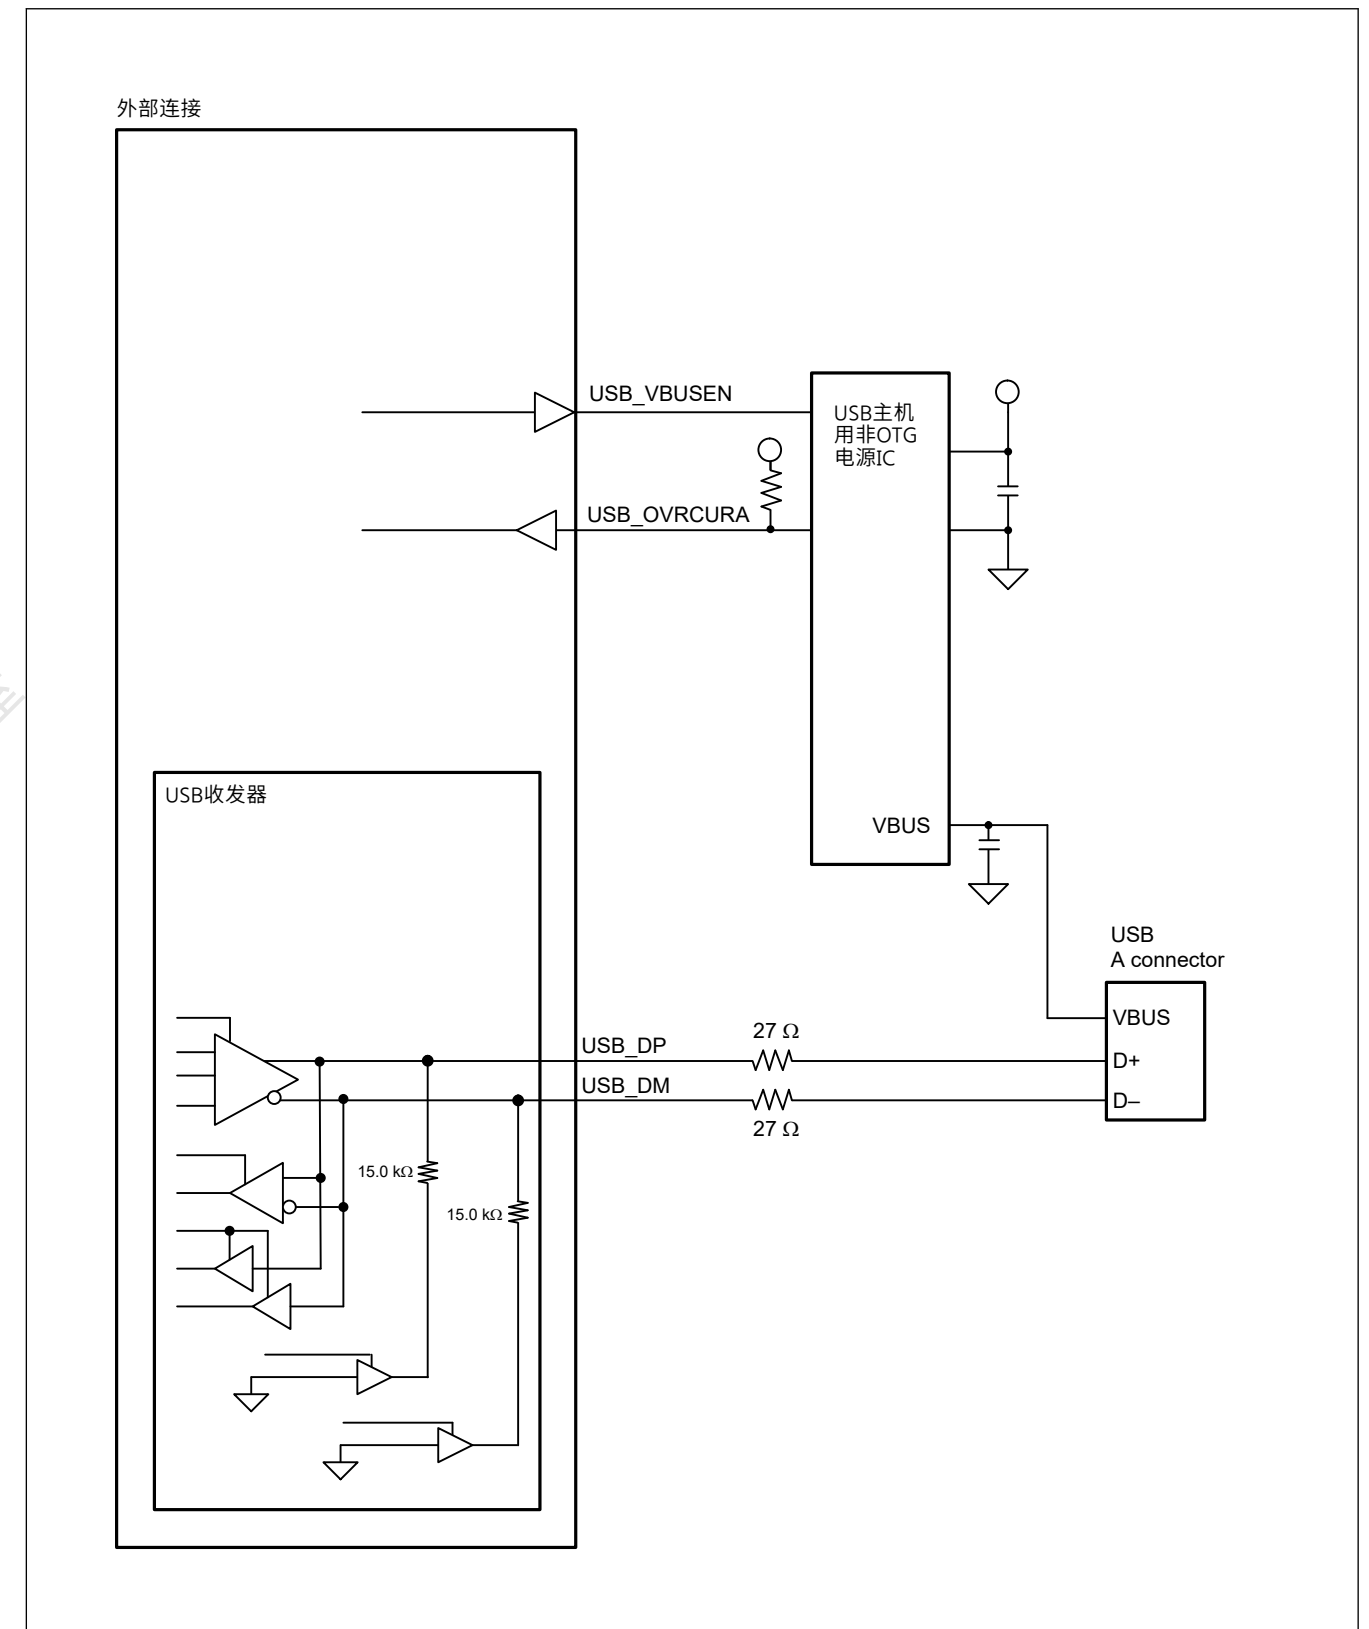 外部连接
USB_VBUSEN
USB主机
用非OTG
电源IC
USB_OVRCURA
USB收发器
VBUS
USB
A connector
VBUS
USB_DP
27 Ω
D+
USB_DM
27 Ω
D–
15.0 kΩ
15.0 kΩ